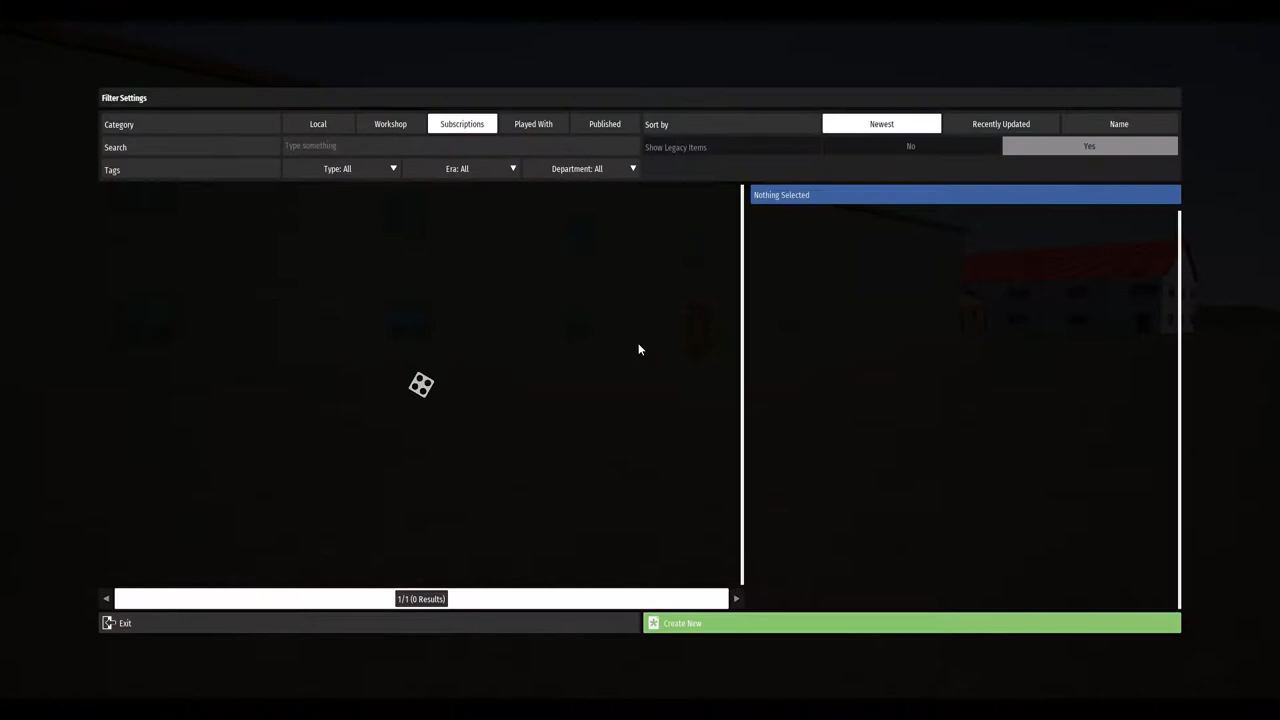 Filter Settings
Category Local Workshop Subscriptions Played With Published Sort by Newest Recently Updated Name
Search Type something Show Legacy Items No Yes
Tags Type: All Era: All Department: All
Nothing Selected
1/1 (0 Results)
Exit Create New